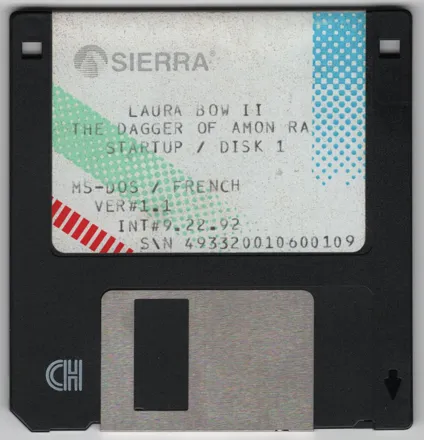 SIERRA®
LAURA BOW II
THE DAGGER OF AMON RA
STARTUP / DISK 1
MS-DOS / FRENCH
VER#1.1
INT#9.22.92
S\N 493320010600109
CH